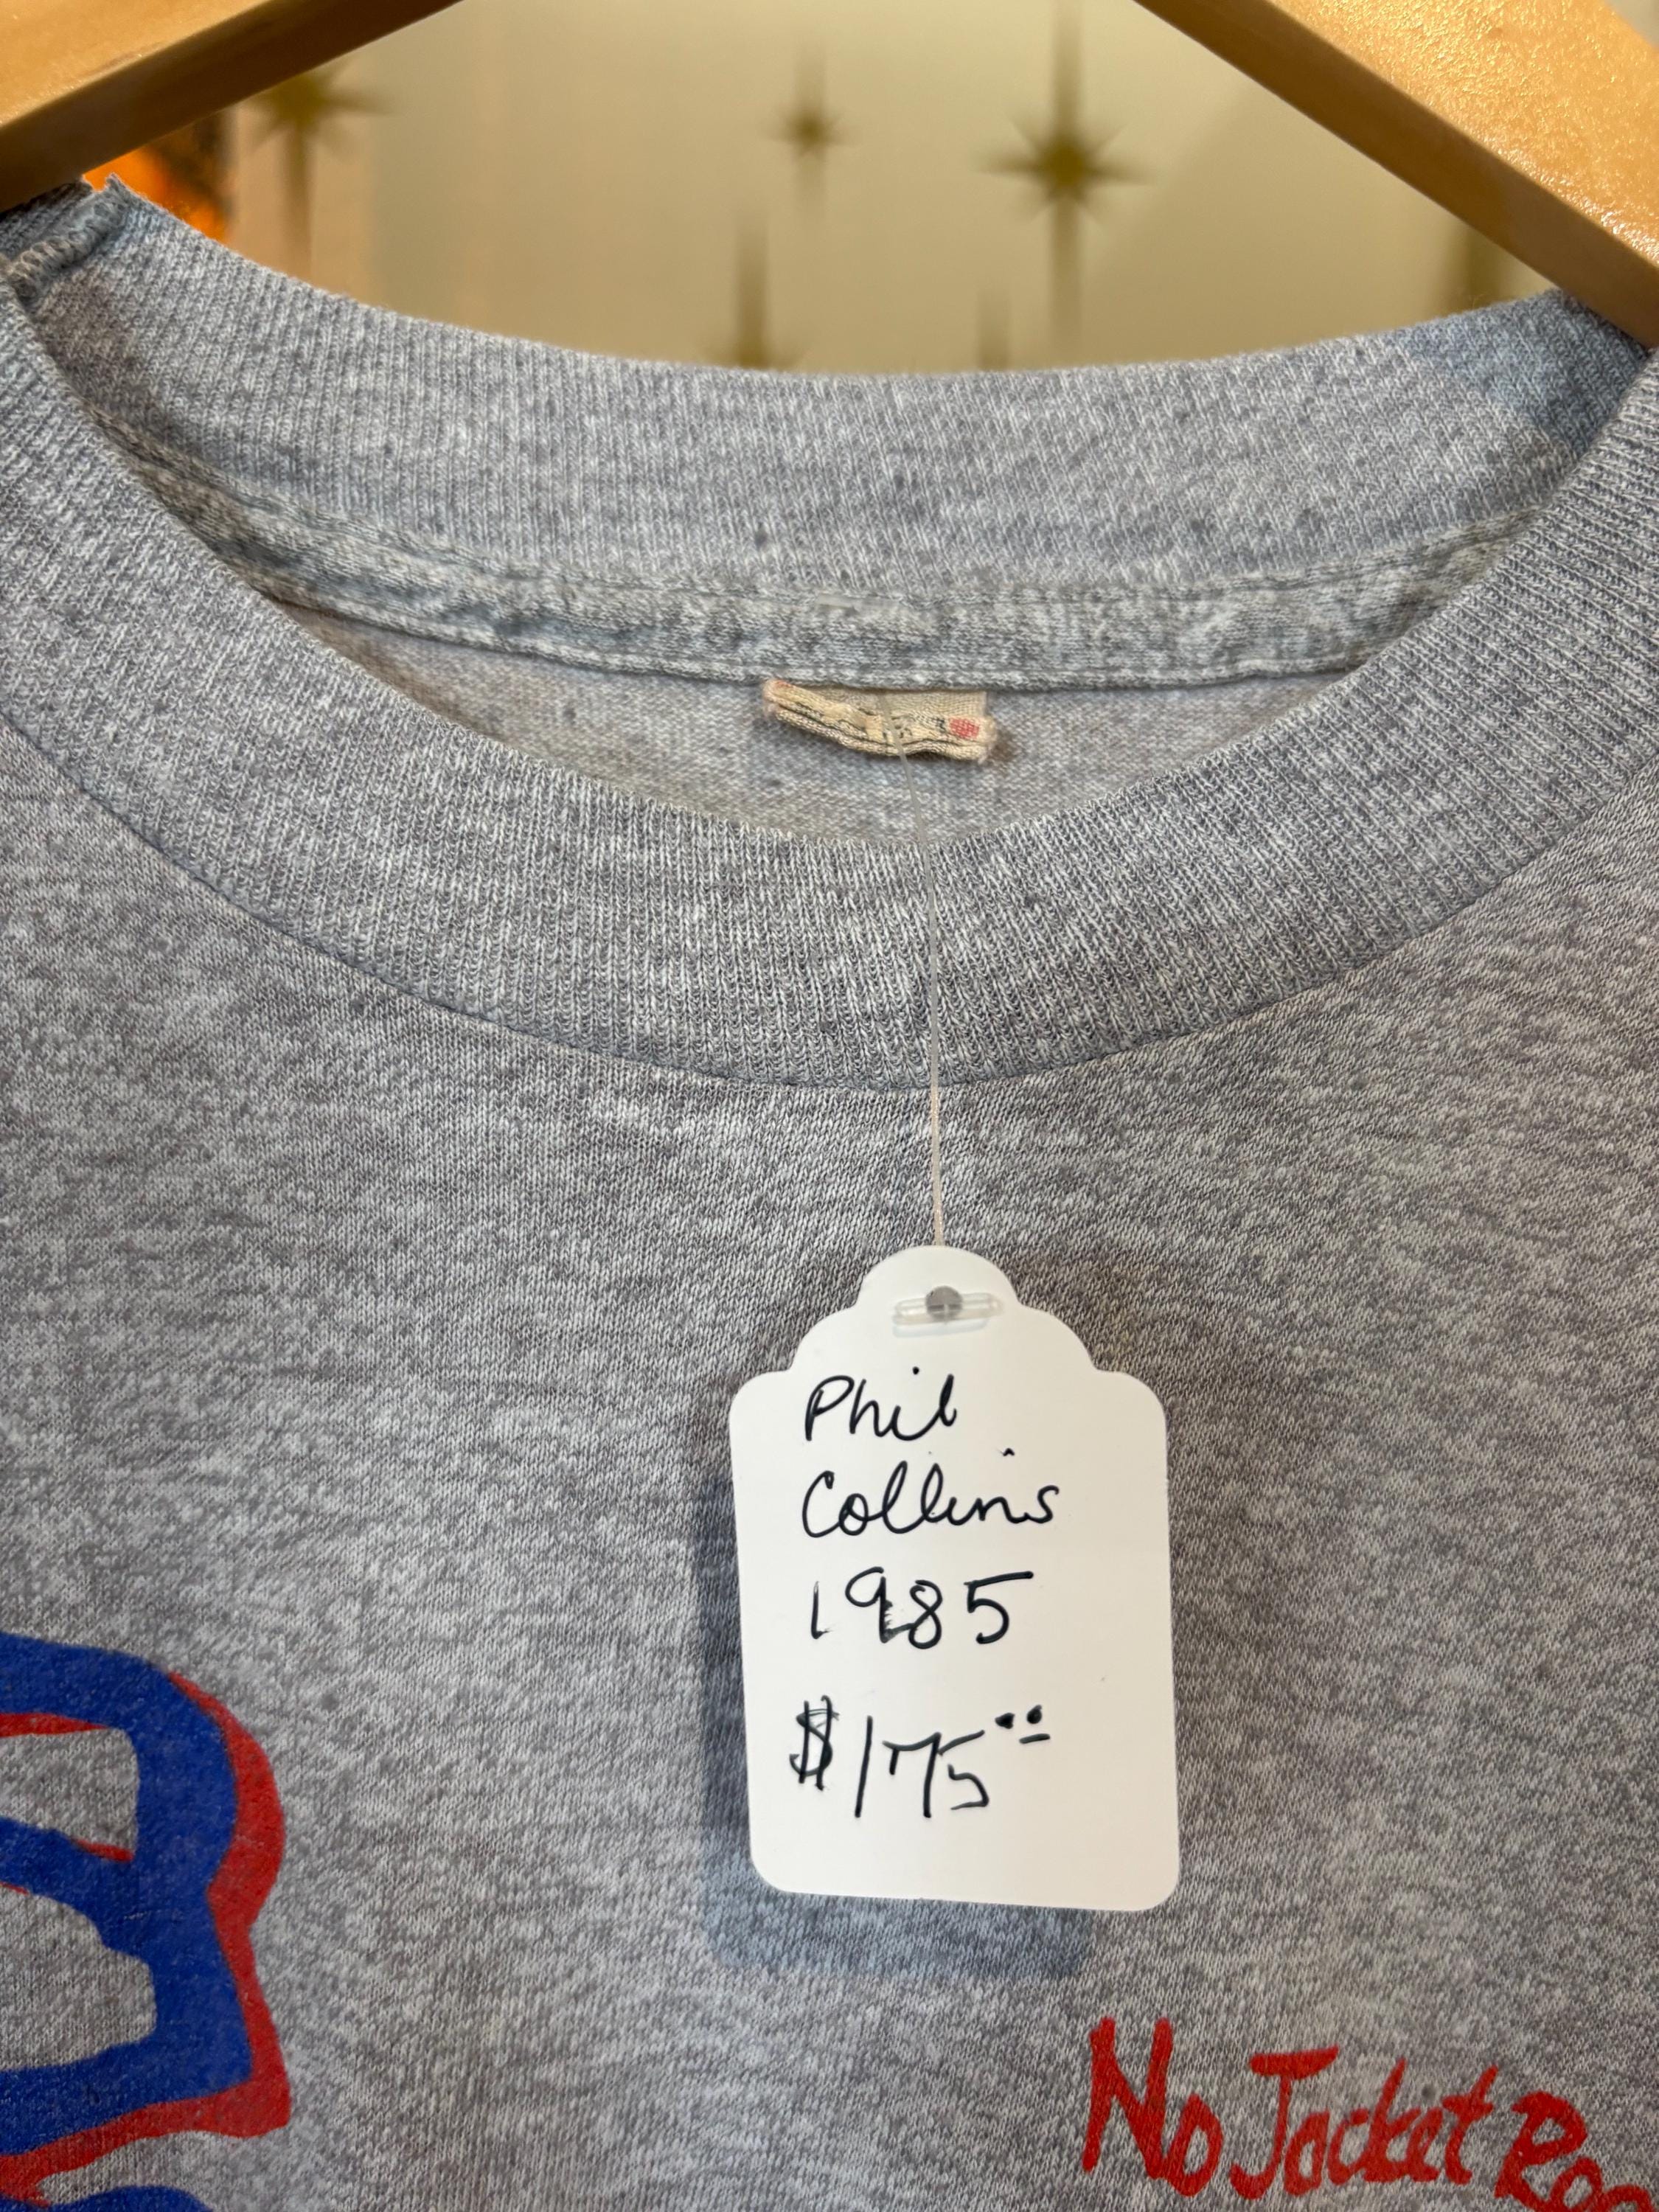 Phil
Collins
1985
$175.00
No Jacket